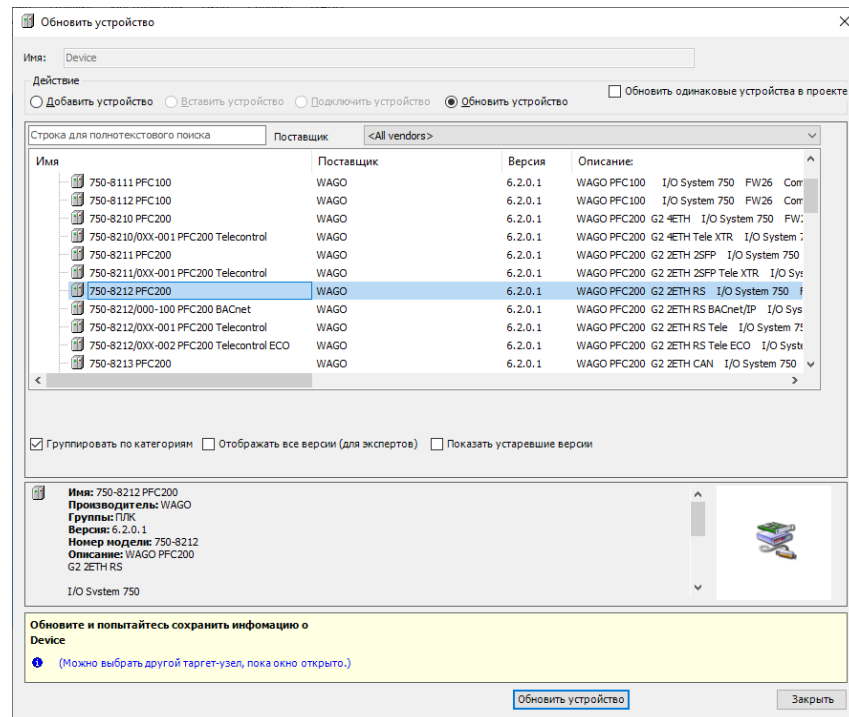 Обновить устройство
Имя: Device
Действие
Добавить устройство Вставить устройство Подключить устройство Обновить устройство Обновить одинаковые устройства в проекте
Строка для полнотекстового поиска Поставщик <All vendors>
Имя Поставщик Версия Описание:
750-8111 PFC100 WAGO 6.2.0.1 WAGO PFC100 I/O System 750 FW26 Com
750-8112 PFC100 WAGO 6.2.0.1 WAGO PFC100 I/O System 750 FW26 Com
750-8210 PFC200 WAGO 6.2.0.1 WAGO PFC200 G2 4ETH I/O System 750 FW
750-8210/0XX-001 PFC200 Telecontrol WAGO 6.2.0.1 WAGO PFC200 G2 4ETH Tele XTR I/O System
750-8211 PFC200 WAGO 6.2.0.1 WAGO PFC200 G2 2ETH 2SFP I/O System 750
750-8211/0XX-001 PFC200 Telecontrol WAGO 6.2.0.1 WAGO PFC200 G2 2ETH 2SFP Tele XTR I/O Sys
750-8212 PFC200 WAGO 6.2.0.1 WAGO PFC200 G2 2ETH RS I/O System 750
750-8212/000-100 PFC200 BACnet WAGO 6.2.0.1 WAGO PFC200 G2 2ETH RS BACnet/IP I/O Sys
750-8212/0XX-001 PFC200 Telecontrol WAGO 6.2.0.1 WAGO PFC200 G2 2ETH RS Tele I/O System 75
750-8212/0XX-002 PFC200 Telecontrol ECO WAGO 6.2.0.1 WAGO PFC200 G2 2ETH RS Tele ECO I/O Syste
750-8213 PFC200 WAGO 6.2.0.1 WAGO PFC200 G2 2ETH CAN I/O System 750
Группировать по категориям Отображать все версии (для экспертов) Показать устаревшие версии
Имя: 750-8212 PFC200
Производитель: WAGO
Группы: ПЛК
Версия: 6.2.0.1
Номер модели: 750-8212
Описание: WAGO PFC200
G2 2ETH RS
I/O System 750
Обновите и попытайтесь сохранить инфомацию о
Device
(Можно выбрать другой таргет-узел, пока окно открыто.)
Обновить устройство Закрыть